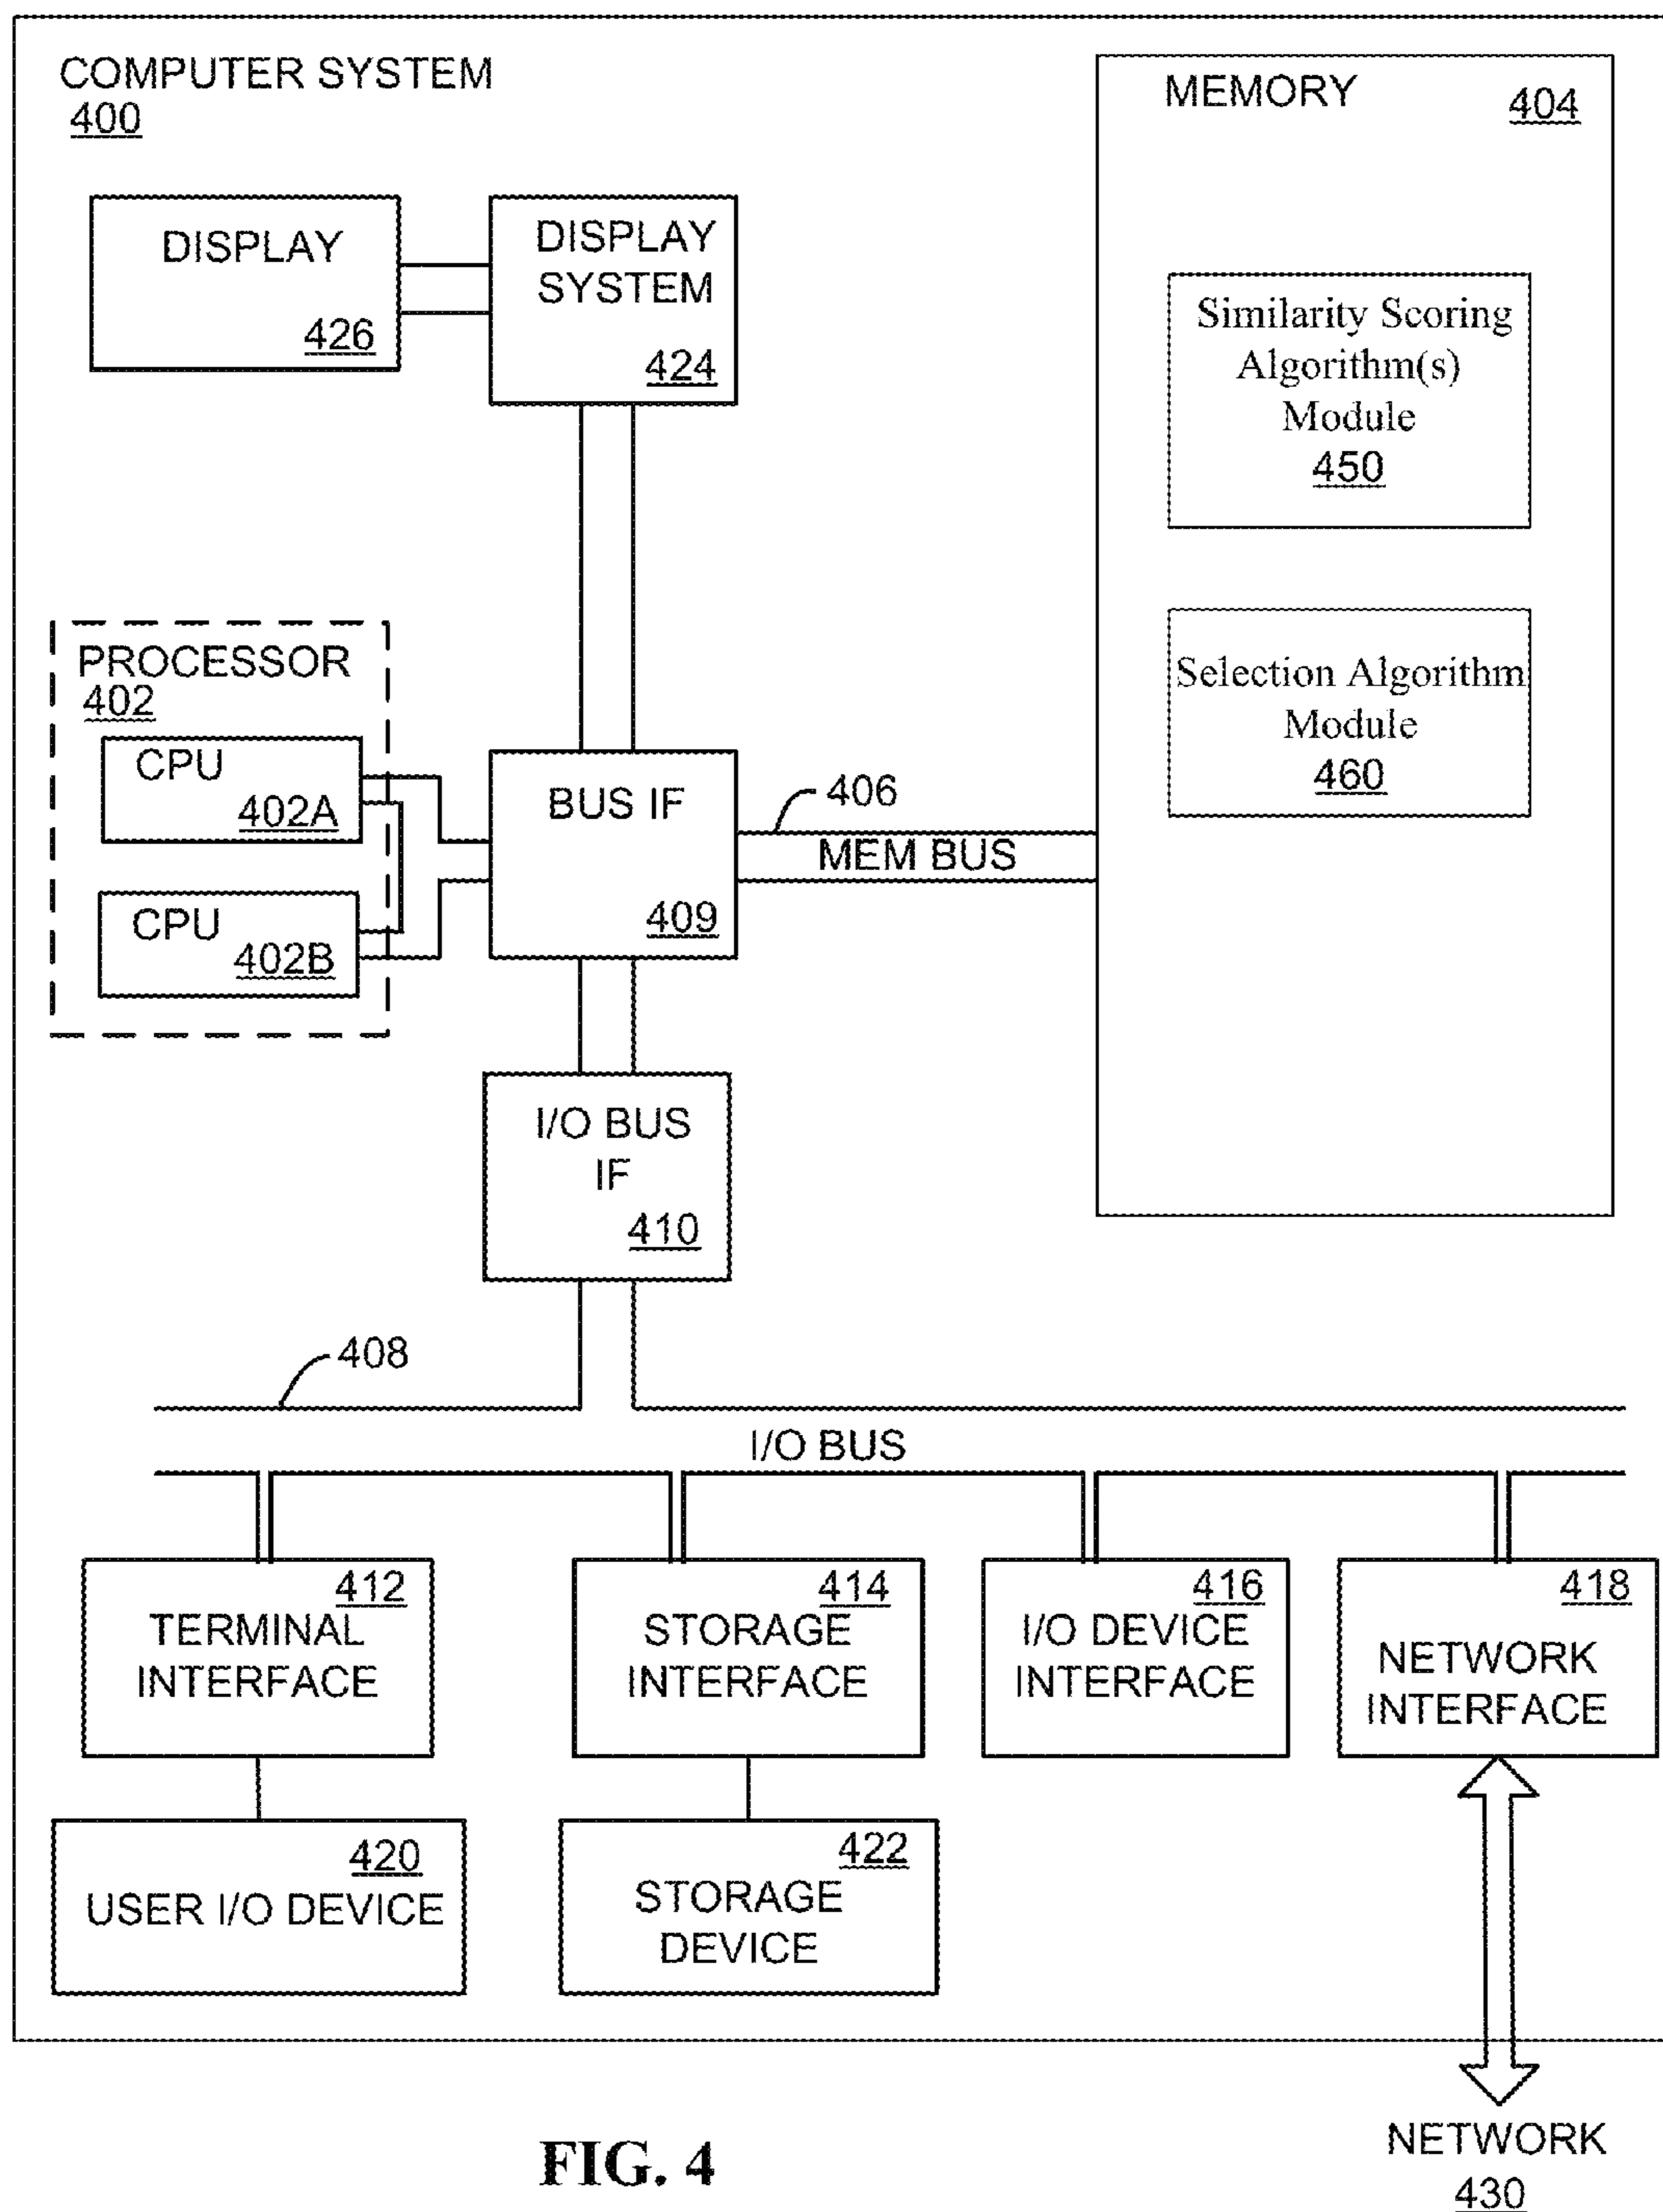 COMPUTER SYSTEM
400
MEMORY
404
DISPLAY
426
DISPLAY
SYSTEM
424
Similarity Scoring
Algorithm(s)
Module
450
Selection Algorithm
Module
460
PROCESSOR
402
CPU
402A
CPU
402B
BUS IF
409
406
MEM BUS
I/O BUS
IF
410
408
I/O BUS
412
TERMINAL
INTERFACE
414
STORAGE
INTERFACE
416
I/O DEVICE
INTERFACE
418
NETWORK
INTERFACE
420
USER I/O DEVICE
422
STORAGE
DEVICE
NETWORK
430
FIG. 4